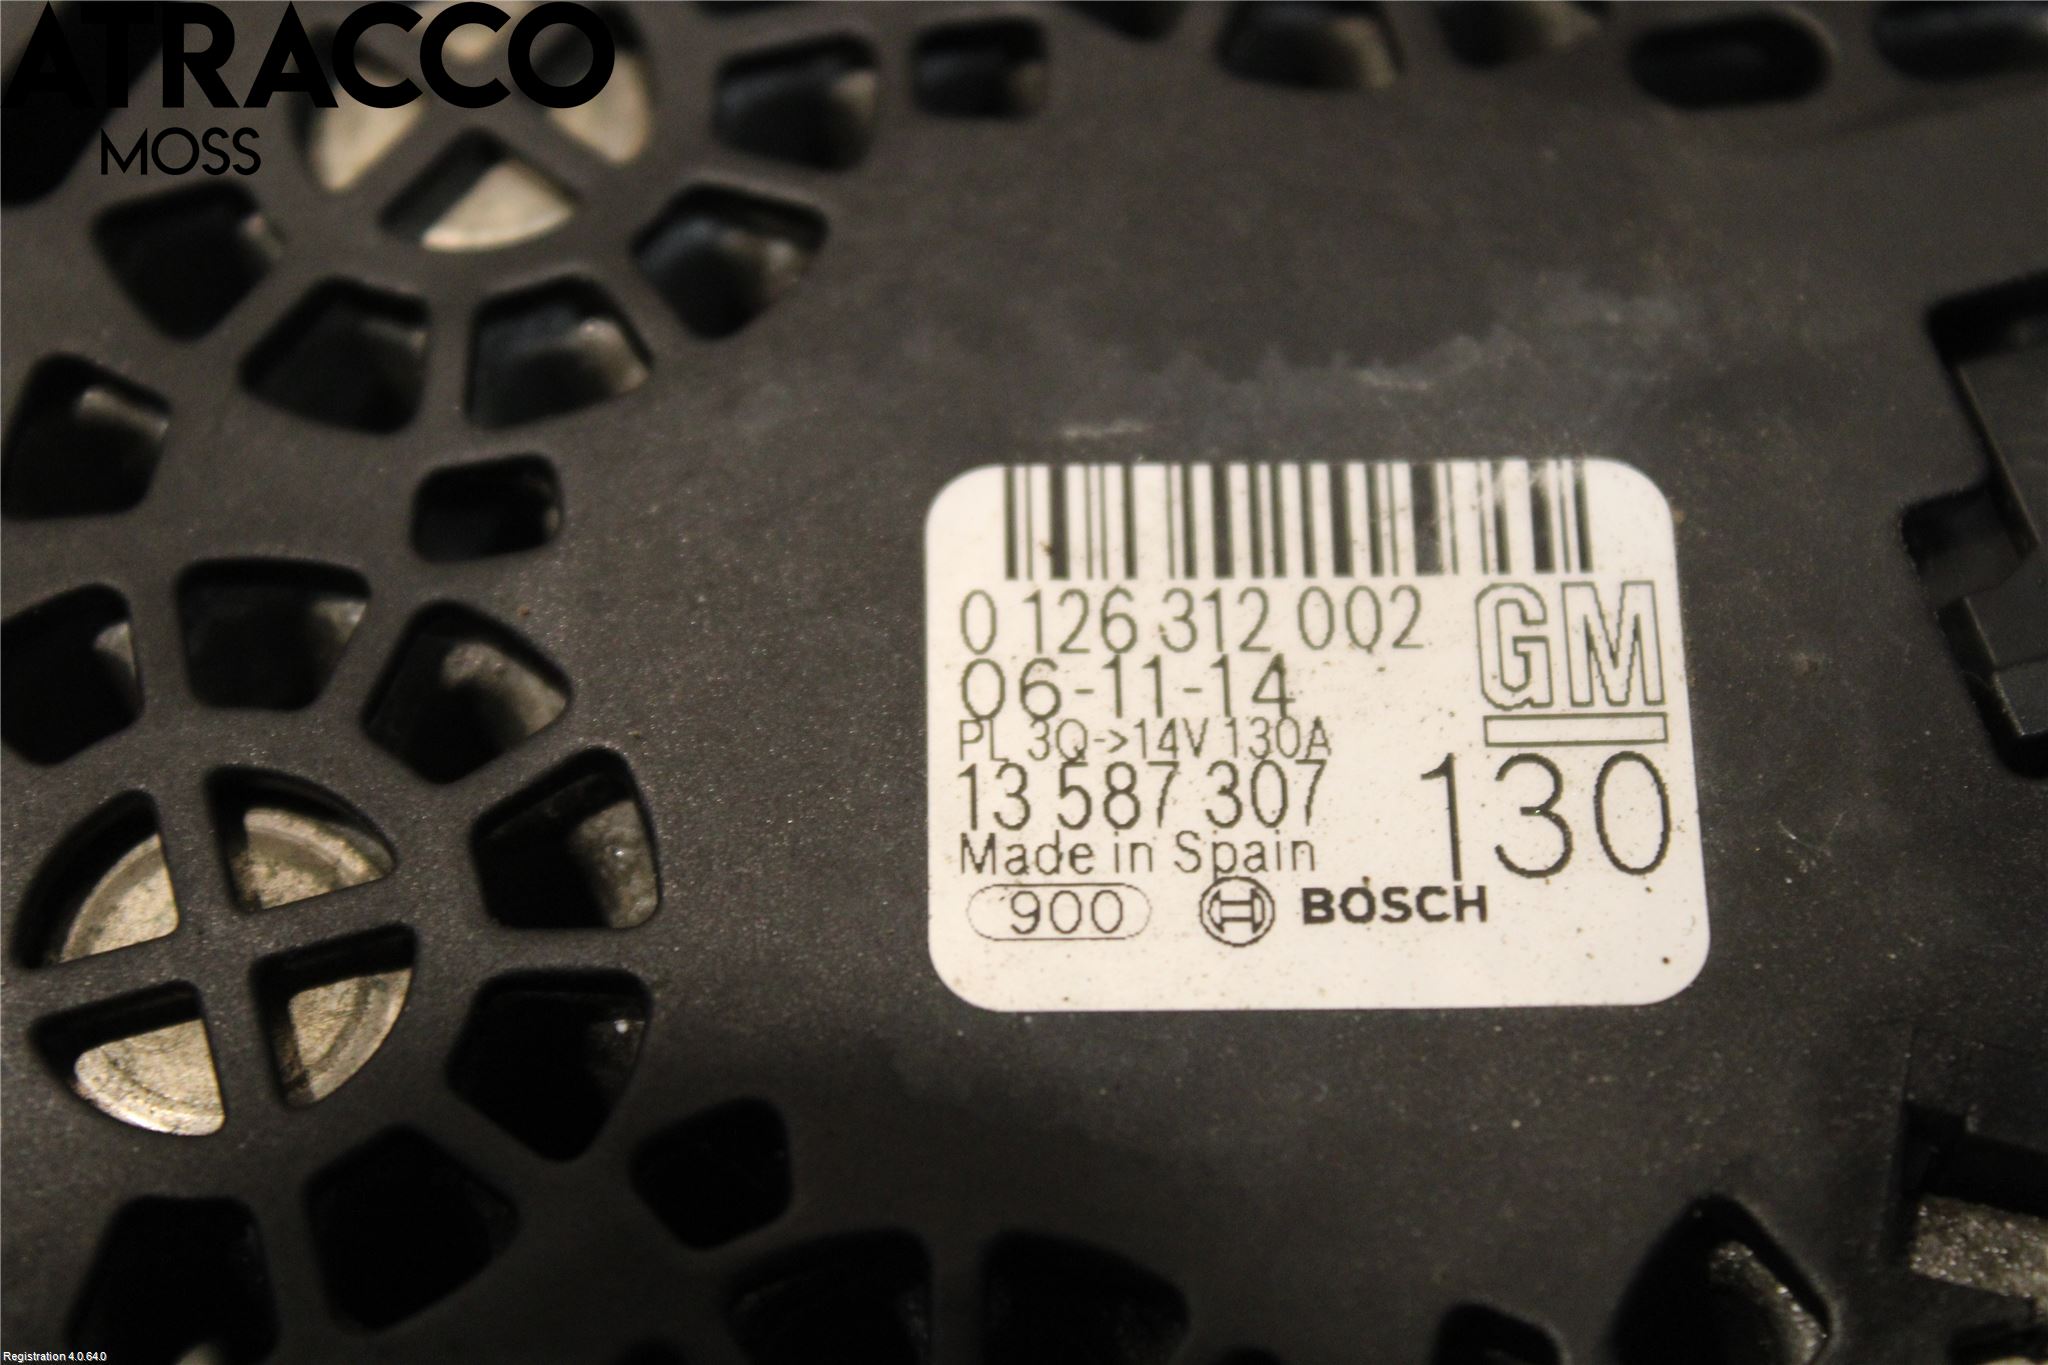 ATRACCO
MOSS
0 126 312 002
GM
06-11-14
PL 3Q->14V 130A
13 587 307
130
Made in Spain
900
BOSCH
Registration 4.0.64.0